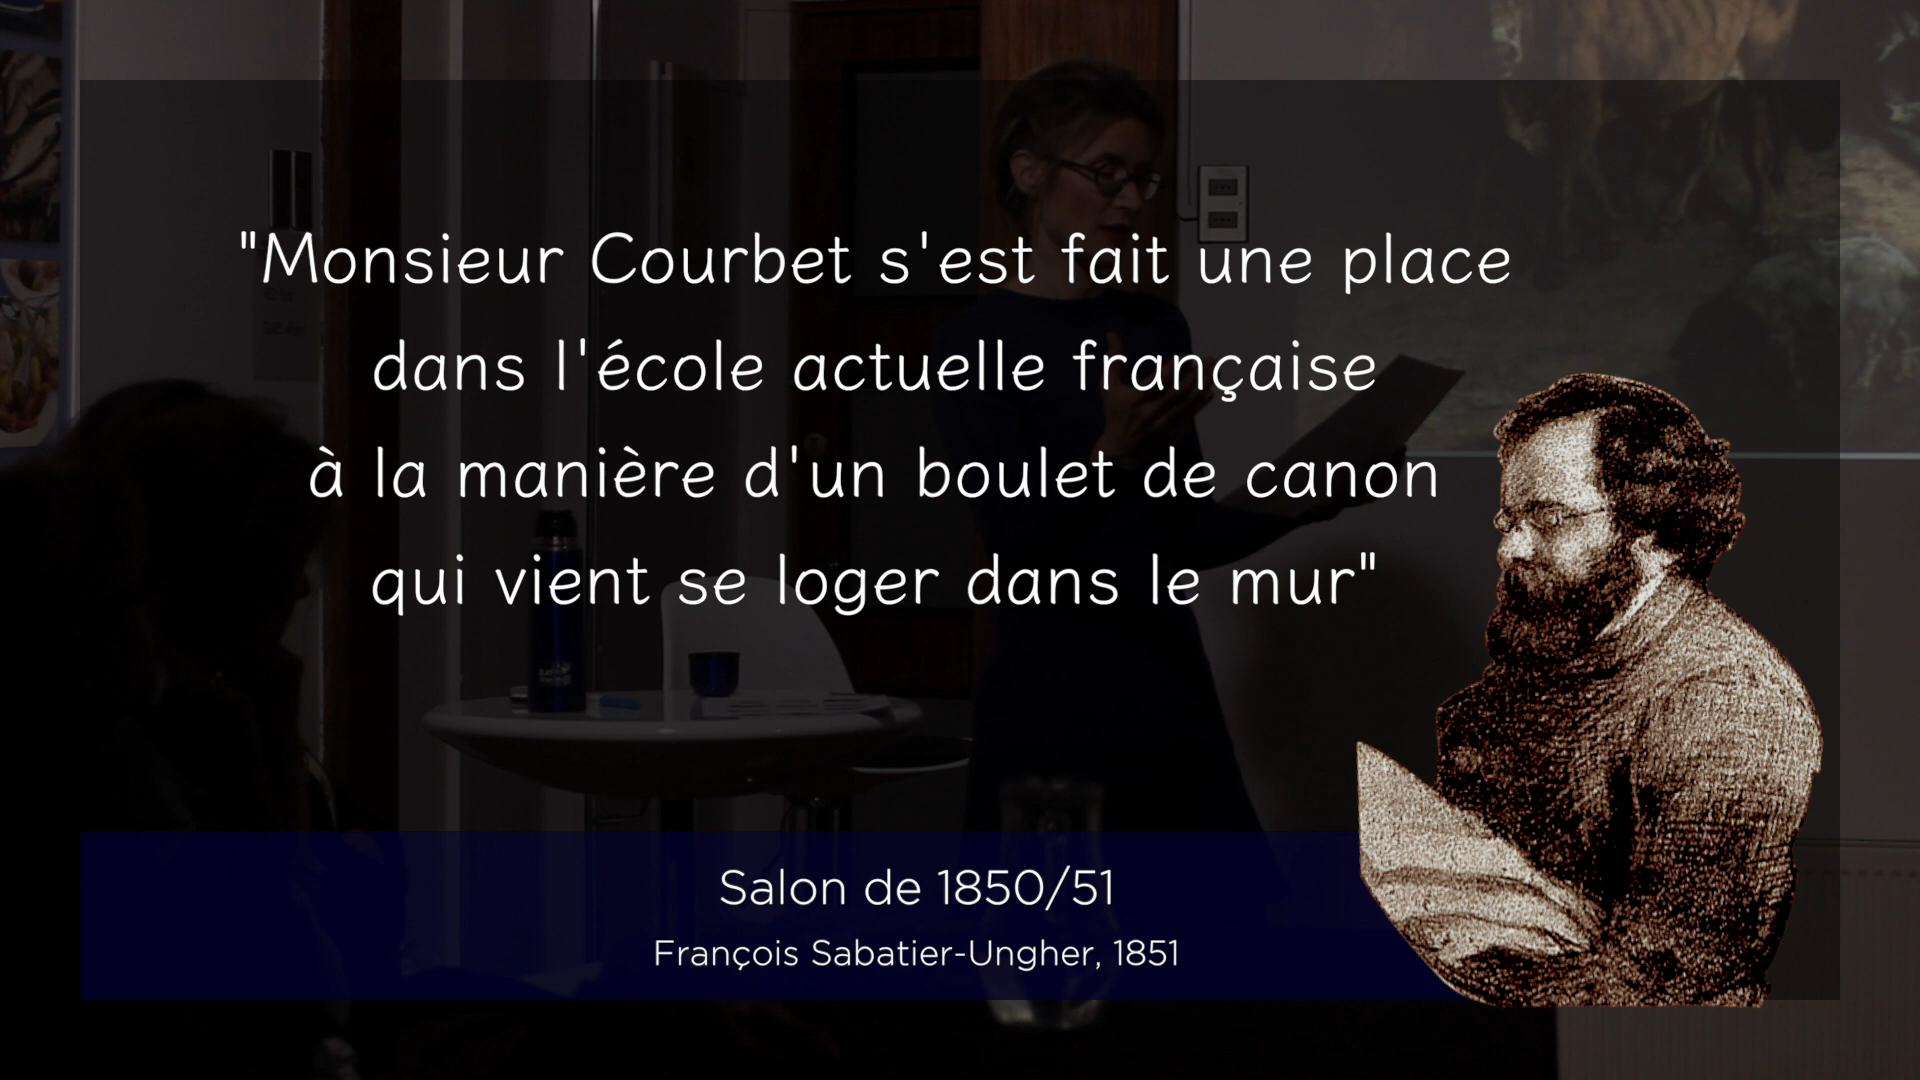 "Monsieur Courbet s'est fait une place
dans l'école actuelle française
à la manière d'un boulet de canon
qui vient se loger dans le mur"
Salon de 1850/51
François Sabatier-Ungher, 1851